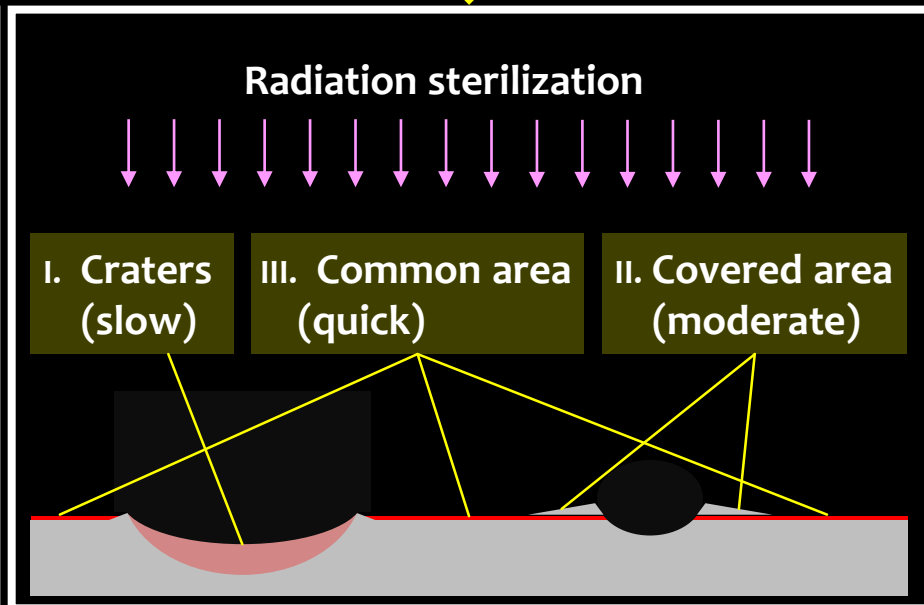 Radiation sterilization
I. Craters
(slow)
III. Common area
(quick)
II. Covered area
(moderate)